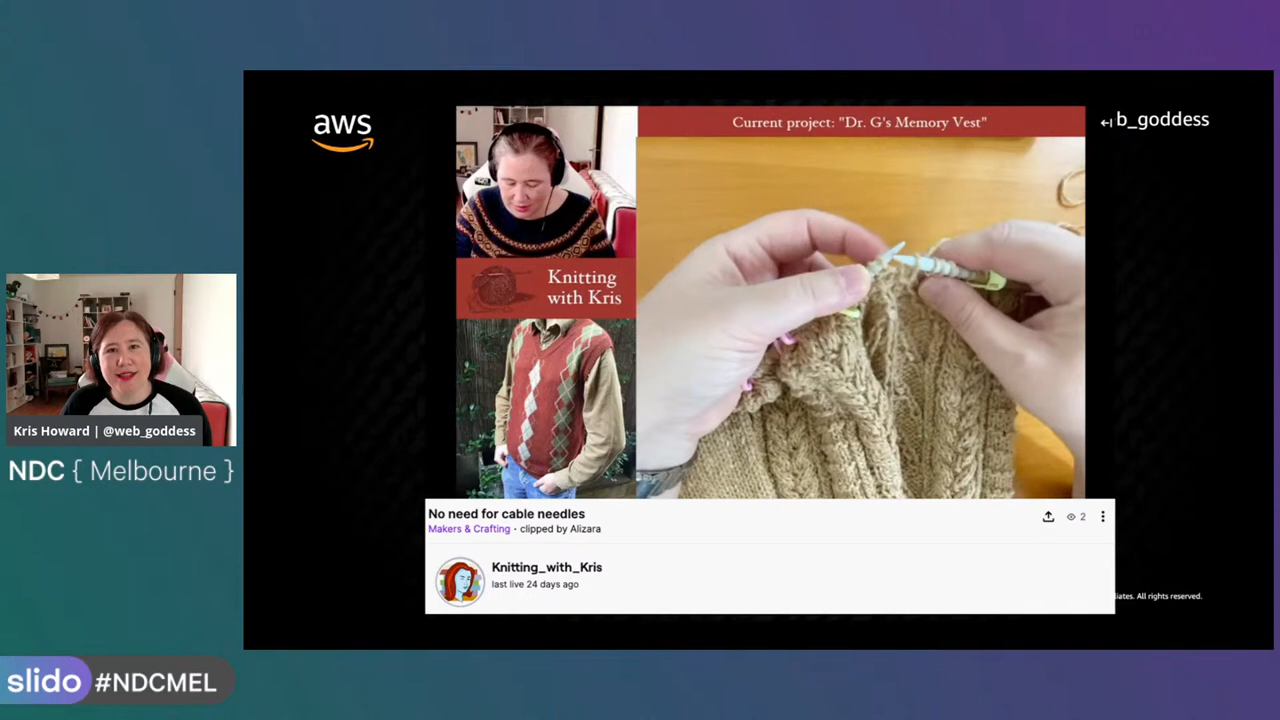 aws
Current project: "Dr. G's Memory Vest"
b_goddess
Knitting
with Kris
Kris Howard | @web_goddess
NDC { Melbourne }
No need for cable needles
Makers & Crafting • clipped by Alizara
2
Knitting_with_Kris
last live 24 days ago
iliates. All rights reserved.
slido #NDCMEL